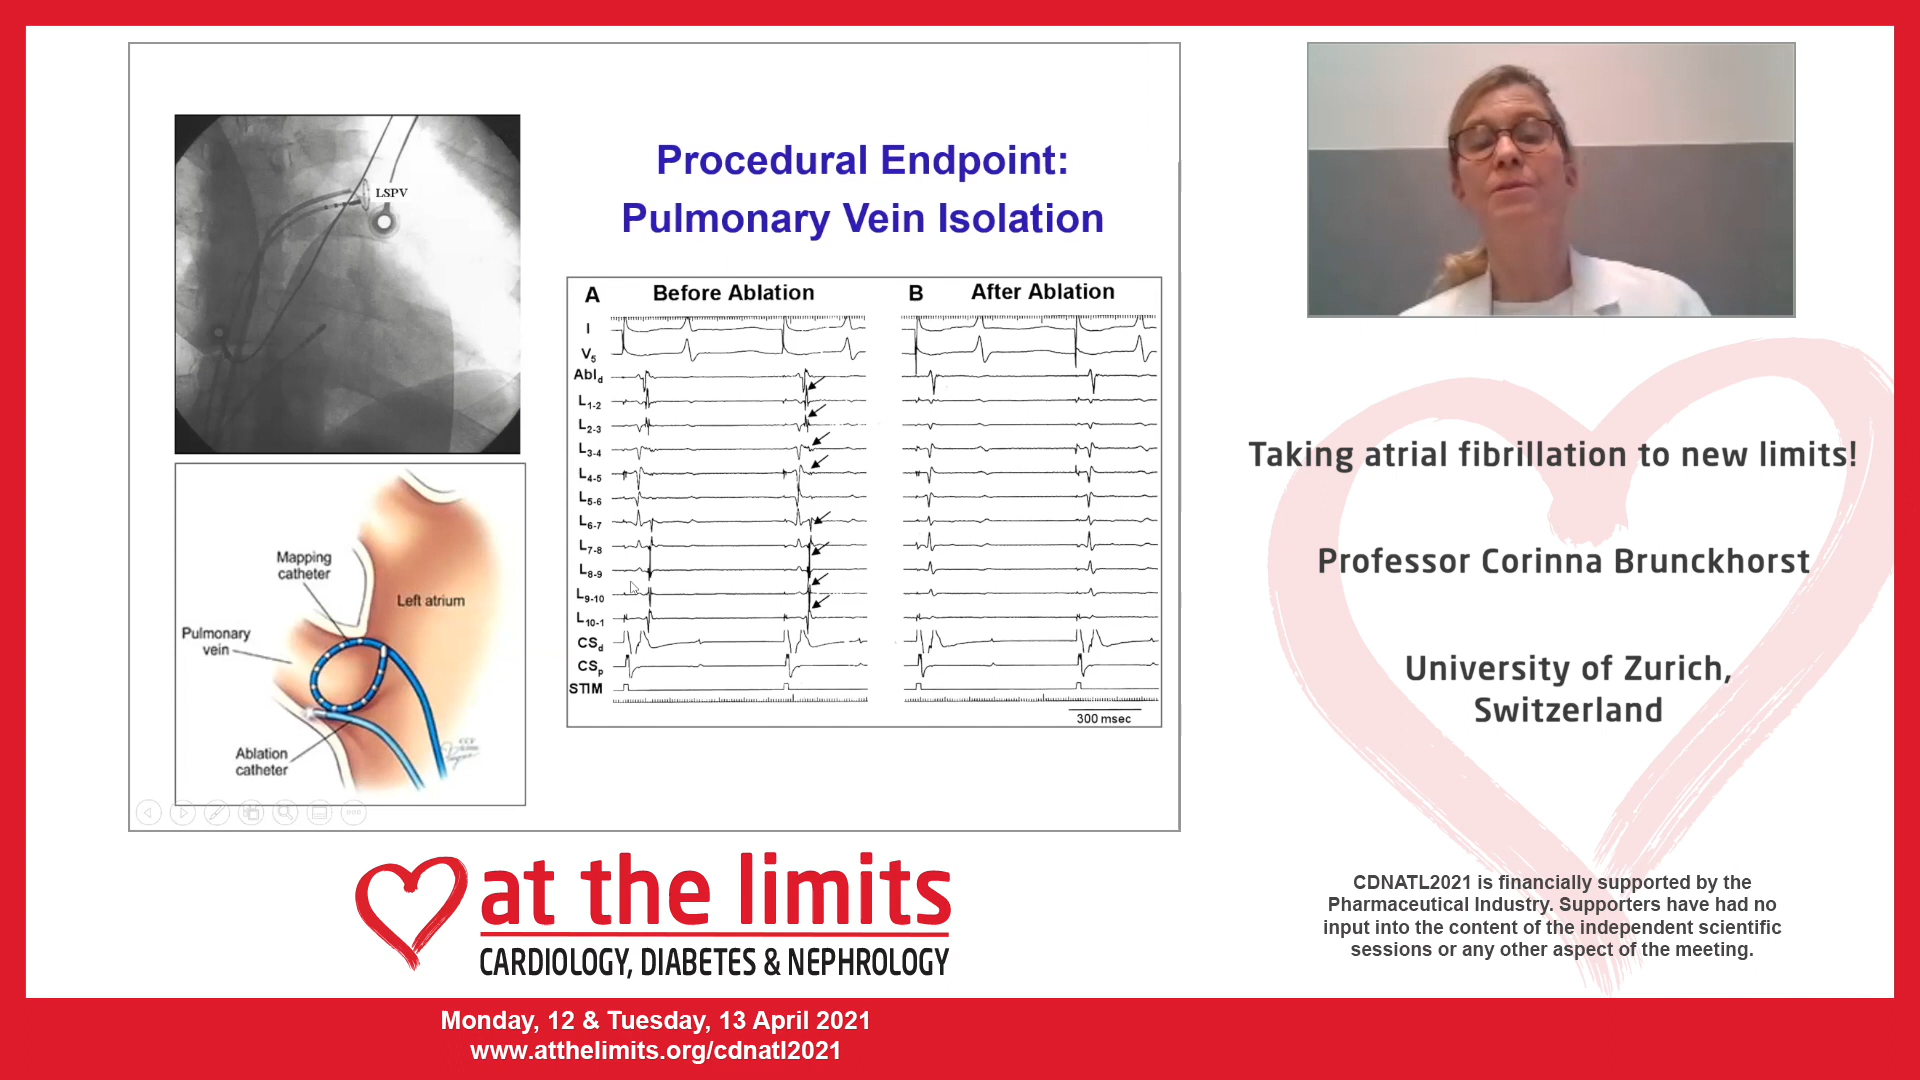 Procedural Endpoint:
Pulmonary Vein Isolation
LSPV
Mapping
catheter
Left atrium
Pulmonary
vein
Ablation
catheter
A Before Ablation
B After Ablation
I
V5
Abld
L1-2
L2-3
L3-4
L4-5
L5-6
L6-7
L7-8
L8-9
L9-10
L10-1
CSd
CSp
STIM
300 msec
Taking atrial fibrillation to new limits!
Professor Corinna Brunckhorst
University of Zurich,
Switzerland
CDNATL2021 is financially supported by the
Pharmaceutical Industry. Supporters have had no
input into the content of the independent scientific
sessions or any other aspect of the meeting.
at the limits
CARDIOLOGY, DIABETES & NEPHROLOGY
Monday, 12 & Tuesday, 13 April 2021
www.atthelimits.org/cdnatl2021